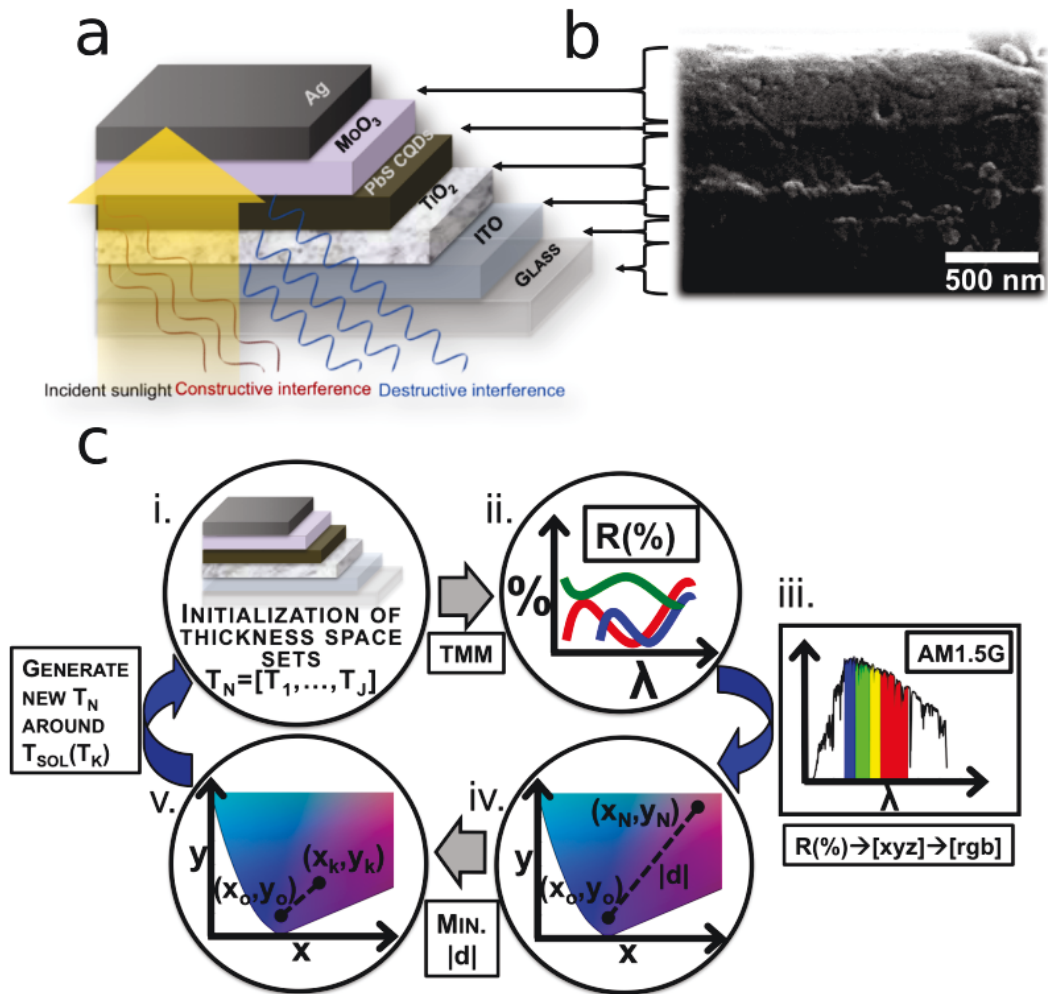 a
Ag
MoO3
PbS CQDS
TiO2
ITO
GLASS
Incident sunlight Constructive interference Destructive interference
b
500 nm
c
i.
INITIALIZATION OF
THICKNESS SPACE
SETS
TN=[T1,...,TJ]
TMM
ii.
R(%)
%
λ
iii.
AM1.5G
λ
R(%)→[xyz]→[rgb]
iv.
(xN,yN)
y
(xo,yo)
|d|
x
MIN.
|d|
v.
y
(xk,yk)
(xo,yo)
x
GENERATE
NEW TN
AROUND
TSOL(TK)